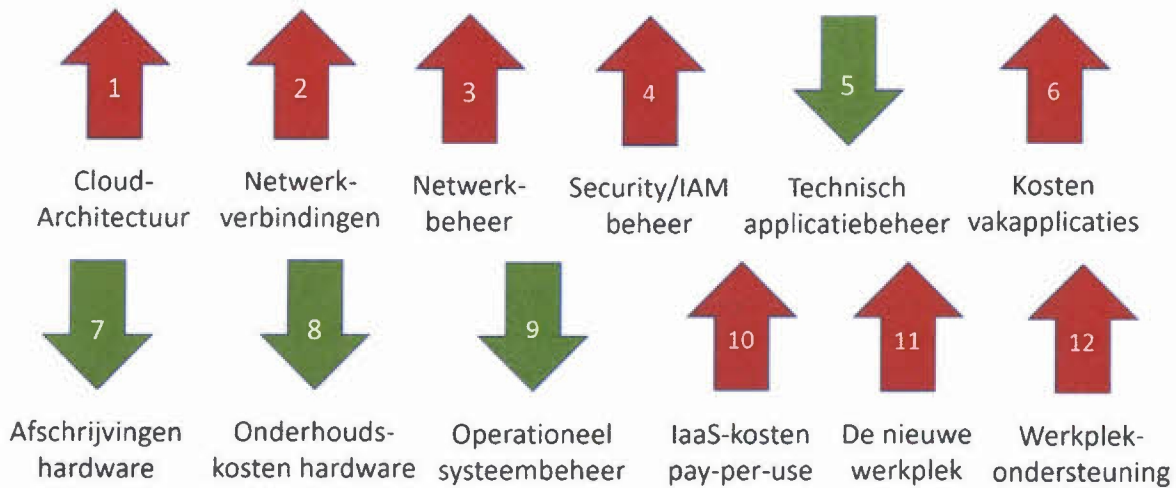 1 2 3 4 5 6
Cloud-
Architectuur
Netwerk-
verbindingen
Netwerk-
beheer
Security/IAM
beheer
Technisch
applicatiebeheer
Kosten
vakapplicaties
7 8 9 10 11 12
Afschrijvingen
hardware
Onderhouds-
kosten hardware
Operationeel
systeembeheer
IaaS-kosten
pay-per-use
De nieuwe
werkplek
Werkplek-
ondersteuning